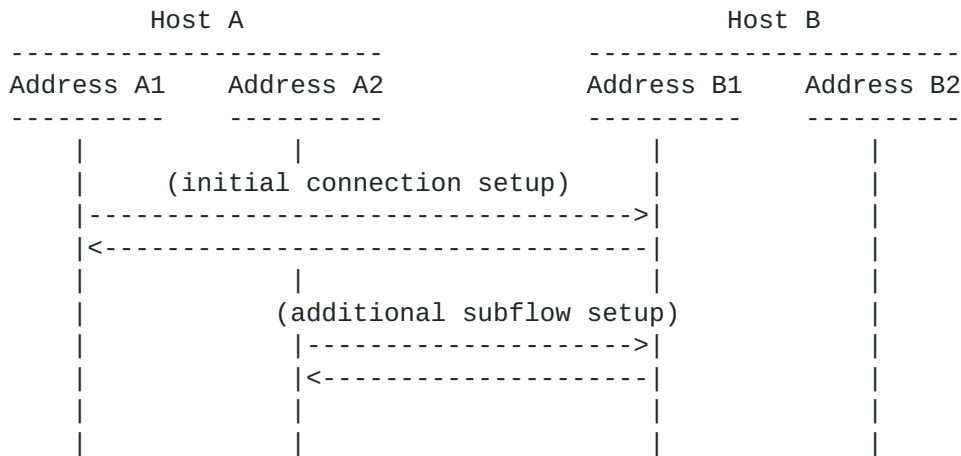 Host A Host B
------------------------ ------------------------
Address A1 Address A2 Address B1 Address B2
---------- ---------- ---------- ----------
| | | |
| (initial connection setup) | |
|----------------------------------->| |
|<-----------------------------------| |
| | | |
| (additional subflow setup) |
| |--------------------->| |
| |<---------------------| |
| | | |
| | | |